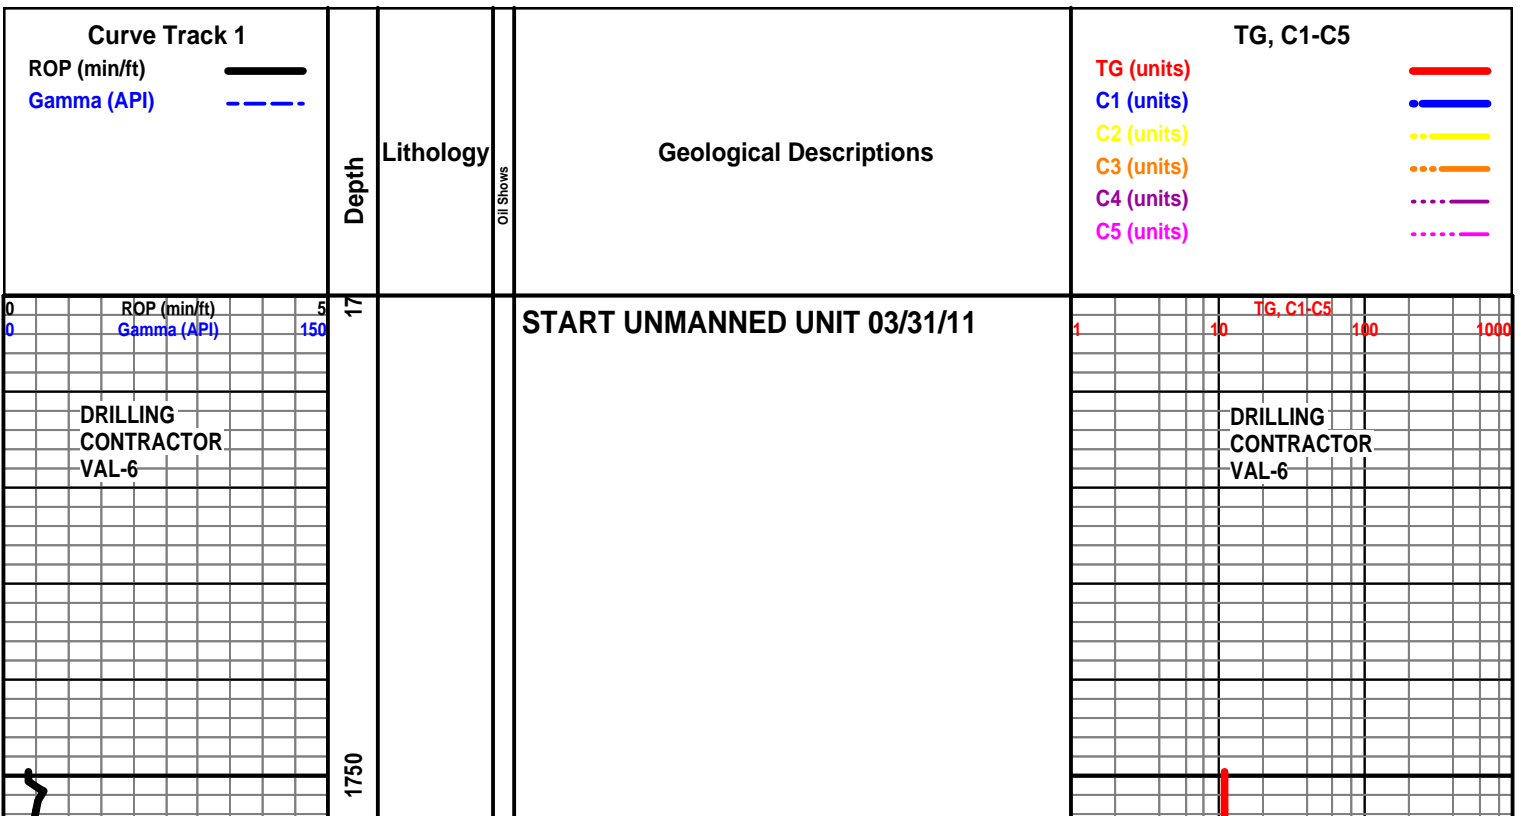 Curve Track 1
ROP (min/ft)
Gamma (API)
Depth
Lithology
Oil Shows
Geological Descriptions
TG, C1-C5
TG (units)
C1 (units)
C2 (units)
C3 (units)
C4 (units)
C5 (units)
0 ROP (min/ft) 5
0 Gamma (API) 150
17
START UNMANNED UNIT 03/31/11
TG, C1-C5
1 10 100 1000
DRILLING
CONTRACTOR
VAL-6
DRILLING
CONTRACTOR
VAL-6
1750